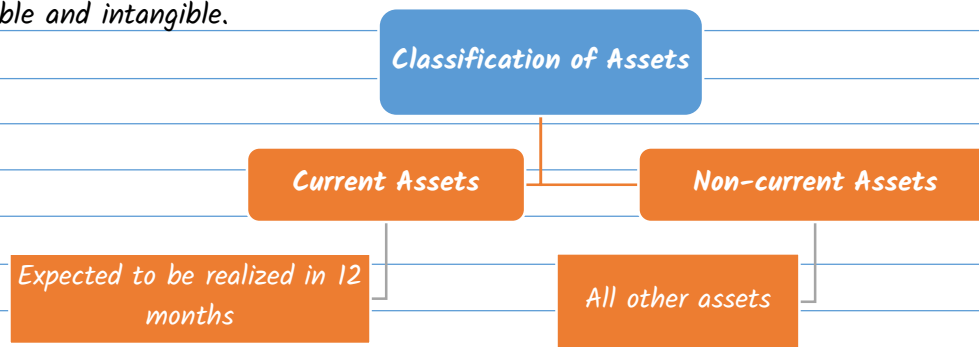 and intangible.
Classification of Assets
Current Assets
Non-current Assets
Expected to be realized in 12
months
All other assets